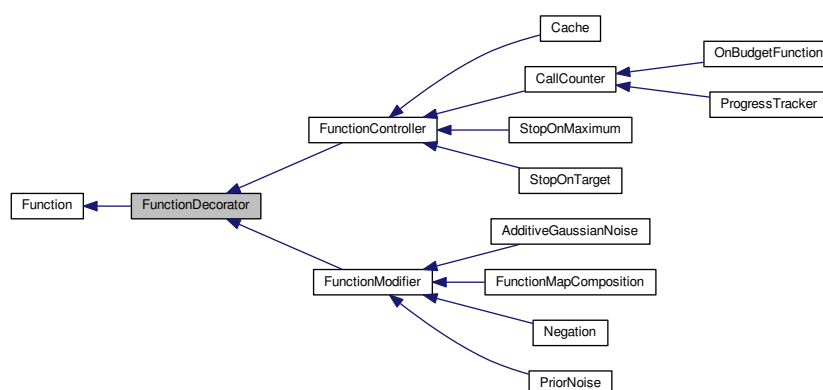 Cache
OnBudgetFunction
CallCounter
ProgressTracker
FunctionController
StopOnMaximum
StopOnTarget
Function
FunctionDecorator
AdditiveGaussianNoise
FunctionModifier
FunctionMapComposition
Negation
PriorNoise